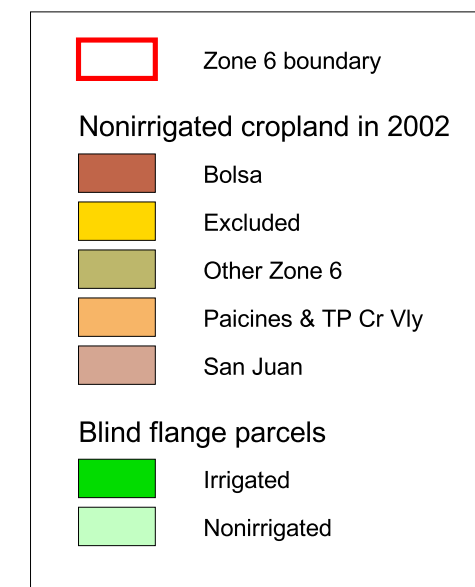 Zone 6 boundary
Nonirrigated cropland in 2002
Bolsa
Excluded
Other Zone 6
Paicines & TP Cr Vly
San Juan
Blind flange parcels
Irrigated
Nonirrigated